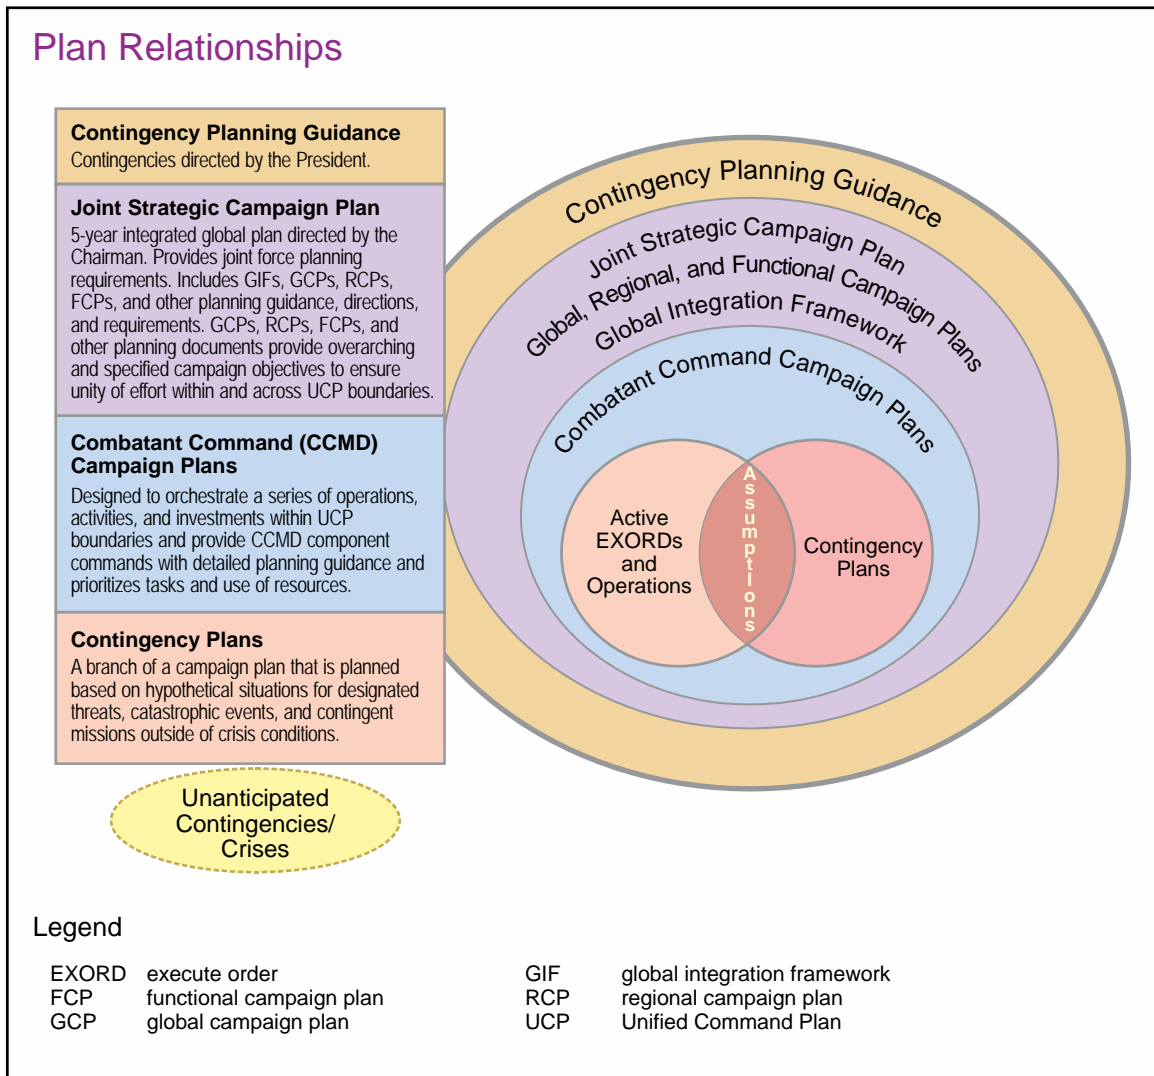 Plan Relationships
Contingency Planning Guidance
Contingencies directed by the President.
Joint Strategic Campaign Plan
5-year integrated global plan directed by the
Chairman. Provides joint force planning
requirements. Includes GIFs, GCPs, RCPs,
FCPs, and other planning guidance, directions,
and requirements. GCPs, RCPs, FCPs, and
other planning documents provide overarching
and specified campaign objectives to ensure
unity of effort within and across UCP boundaries.
Combatant Command (CCMD)
Campaign Plans
Designed to orchestrate a series of operations,
activities, and investments within UCP
boundaries and provide CCMD component
commands with detailed planning guidance and
prioritizes tasks and use of resources.
Contingency Plans
A branch of a campaign plan that is planned
based on hypothetical situations for designated
threats, catastrophic events, and contingent
missions outside of crisis conditions.
Unanticipated
Contingencies/
Crises
Contingency Planning Guidance
Joint Strategic Campaign Plan
Global, Regional, and Functional Campaign Plans
Global Integration Framework
Combatant Command Campaign Plans
Active
EXORDs
and
Operations
AssumptIons
Contingency
Plans
Legend
EXORD execute order
FCP functional campaign plan
GCP global campaign plan
GIF global integration framework
RCP regional campaign plan
UCP Unified Command Plan